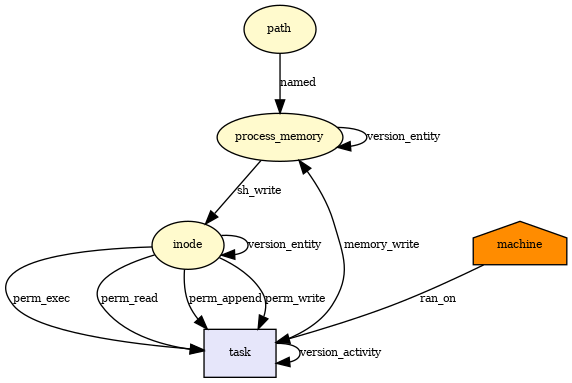 path
named
process_memory
version_entity
sh_write
inode
version_entity
memory_write
machine
perm_exec
perm_read
perm_append
perm_write
ran_on
task
version_activity